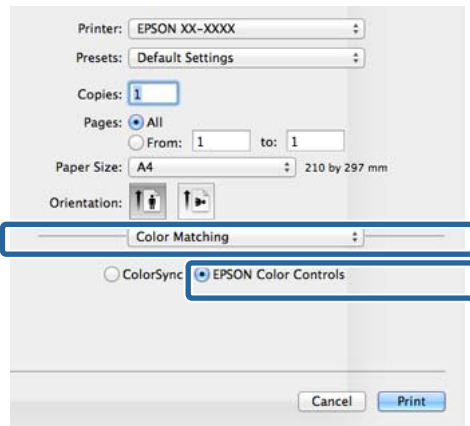 Printer: EPSON XX-XXXX
Presets: Default Settings
Copies: 1
Pages: All
From: 1 to: 1
Paper Size: A4 210 by 297 mm
Orientation:
Color Matching
ColorSync EPSON Color Controls
Cancel Print